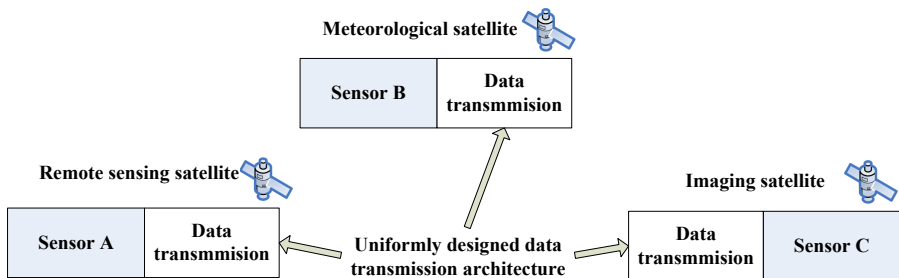 Meteorological satellite
Sensor B
Data
transmmision
Remote sensing satellite
Sensor A
Data
transmmision
Imaging satellite
Data
transmmision
Sensor C
Uniformly designed data
transmission architecture